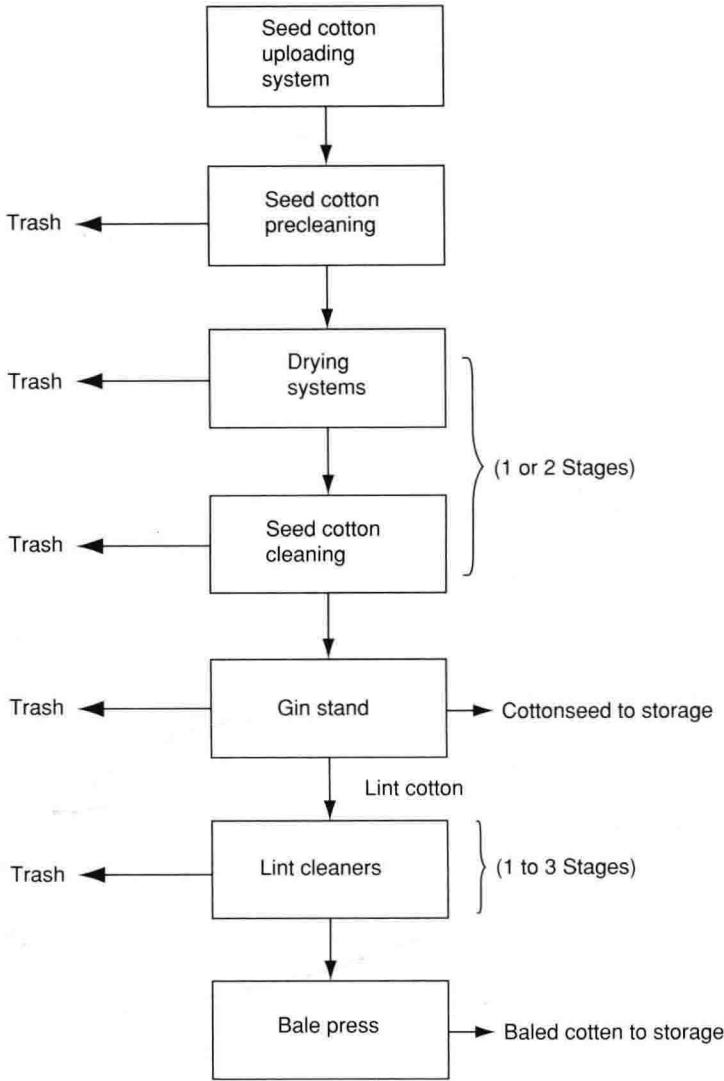 Seed cotton
uploading
system
Trash
Seed cotton
precleaning
Trash
Drying
systems
(1 or 2 Stages)
Trash
Seed cotton
cleaning
Trash
Gin stand
Cottonseed to storage
Lint cotton
Trash
Lint cleaners
(1 to 3 Stages)
Bale press
Baled cotten to storage